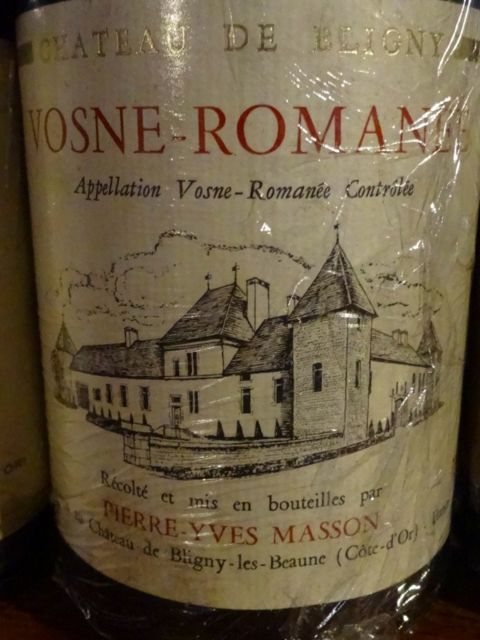 CHATEAU DE BLIGNY
VOSNE-ROMANÉE
Appellation Vosne-Romanée Contrôlée
Récolté et mis en bouteilles par
PIERRE-YVES MASSON
Château de Bligny-les-Beaune (Côte-d'Or)